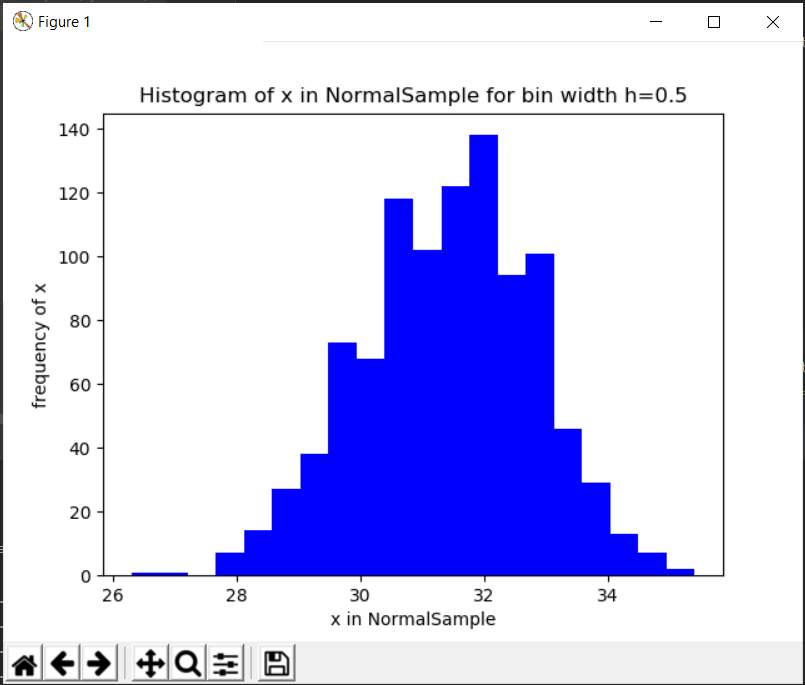 Figure 1
Histogram of x in NormalSample for bin width h=0.5
140
120
100
80
60
40
20
0
frequency of x
26 28 30 32 34
x in NormalSample